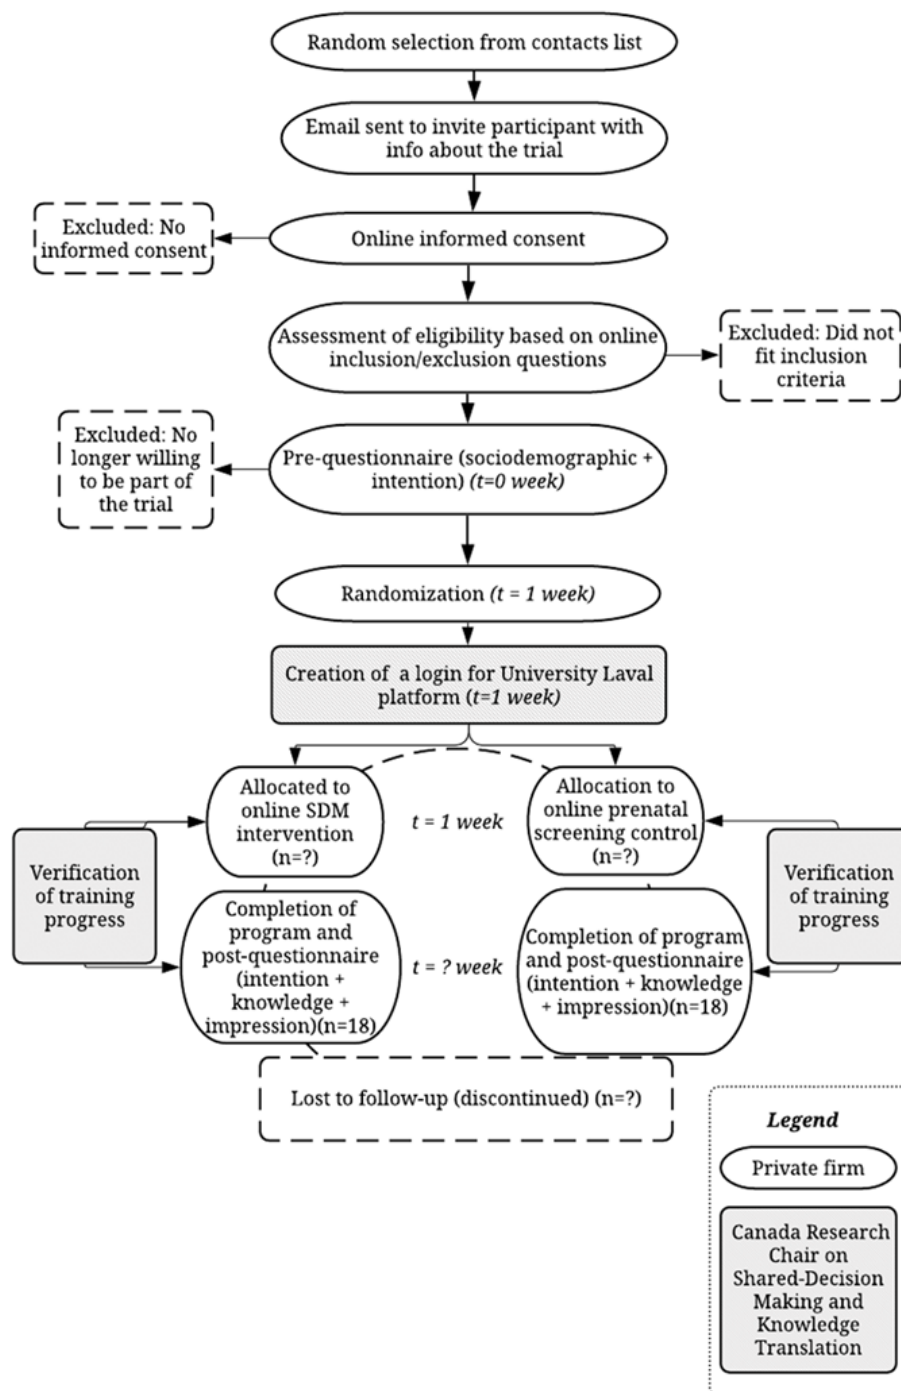 Random selection from contacts list
Email sent to invite participant with
info about the trial
Excluded: No
informed consent
Online informed consent
Assessment of eligibility based on online
inclusion/exclusion questions
Excluded: Did not
fit inclusion
criteria
Excluded: No
longer willing
to be part of
the trial
Pre-questionnaire (sociodemographic +
intention) (t=0 week)
Randomization (t = 1 week)
Creation of a login for University Laval
platform (t=1 week)
Allocated to
online SDM
intervention
(n=?)
t = 1 week
Allocation to
online prenatal
screening control
(n=?)
Verification
of training
progress
Verification
of training
progress
Completion of
program and
post-questionnaire
(intention +
knowledge +
impression)(n=18)
t = ? week
Completion of program
and post-questionnaire
(intention + knowledge
+ impression)(n=18)
Lost to follow-up (discontinued) (n=?)
Legend
Private firm
Canada Research
Chair on
Shared-Decision
Making and
Knowledge
Translation